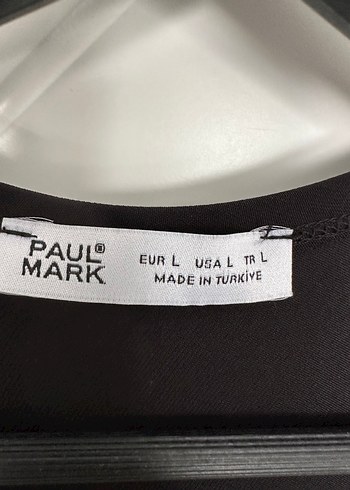 PAUL®
MARK
EUR L USA L TR L
MADE IN TURKİYE